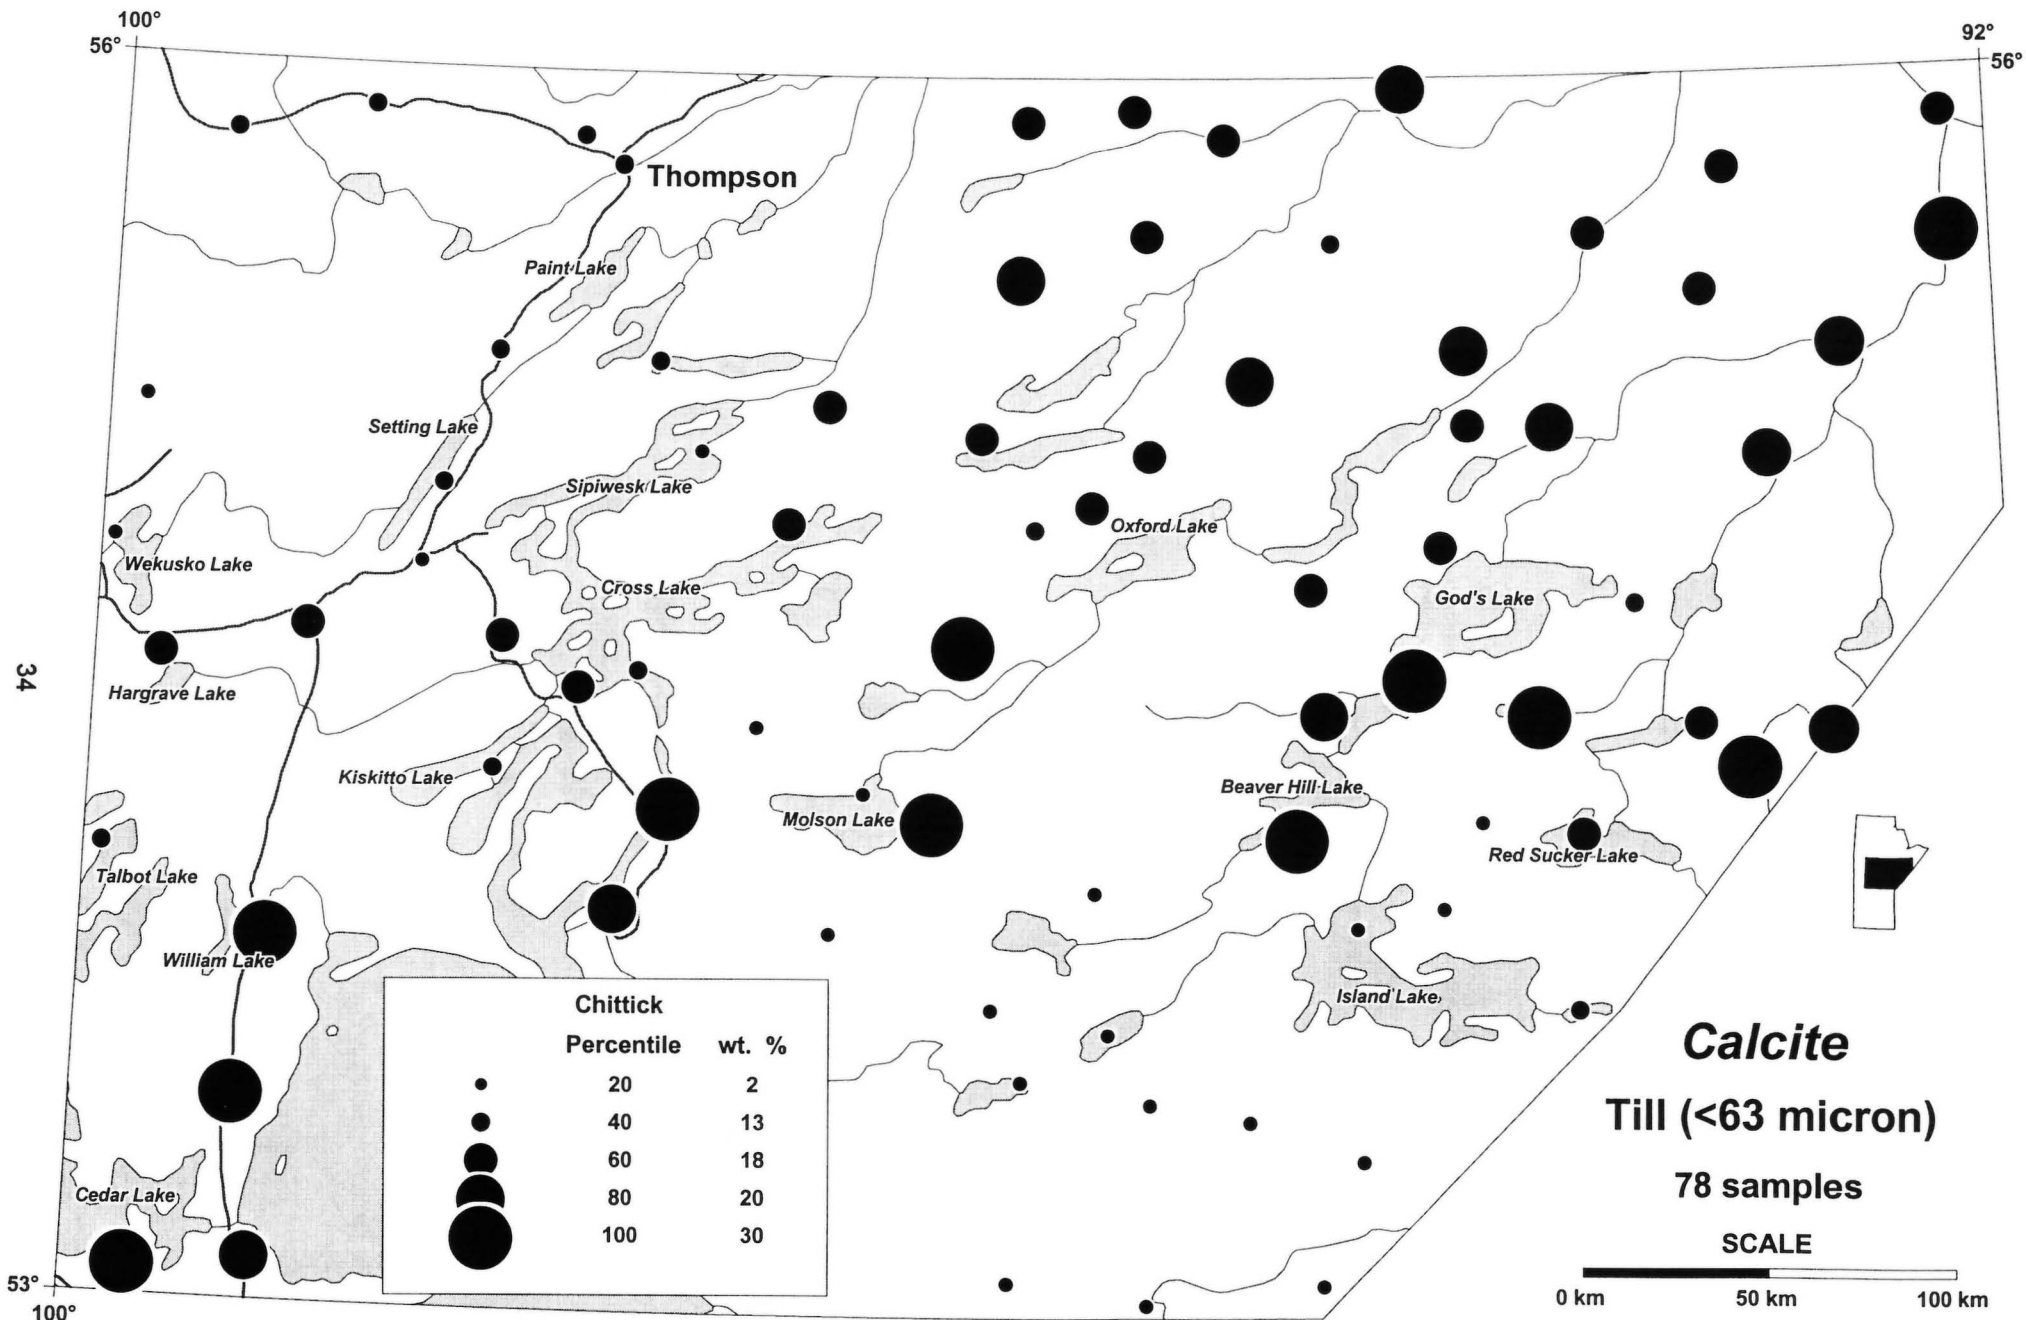 100°
92°
56°
56°
Thompson
Paint Lake
Setting Lake
Sipiwesk Lake
Oxford Lake
Wekusko Lake
Cross Lake
God's Lake
34
Hargrave Lake
Kiskitto Lake
Beaver Hill Lake
Molson Lake
Red Sucker Lake
Talbot Lake
William Lake
Island Lake
Chittick
Percentile wt. %
20 2
40 13
60 18
80 20
100 30
Calcite
Till (<63 micron)
78 samples
Cedar Lake
SCALE
0 km 50 km 100 km
53°
100°